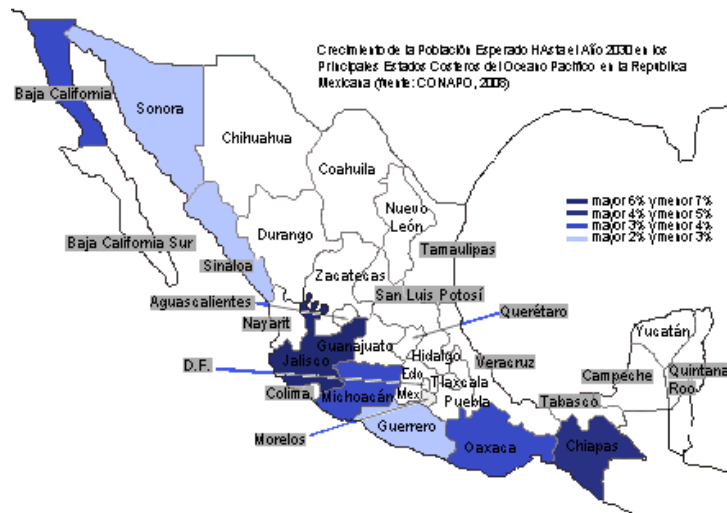 Crecimiento de la Población Esperado HAsta el Año 2030 en los
Principales Estados Costeros del Oceano Pacifico en la Republica
Mexicana (fuente: CONAPO, 2008)
Baja California
Sonora
Chihuahua
Coahuila
mayor 6% y menor 7%
mayor 4% y menor 5%
mayor 3% y menor 4%
mayor 2% y menor 3%
Nuevo
León
Durango
Baja California Sur
Tamaulipas
Sinaloa
Zacatecas
San Luis Potosí
Aguascalientes
Querétaro
Nayarit
Yucatán
Guanajuato
Hidalgo
Jalisco
Veracruz
D.F.
Edo
Campeche
Quintana
Roo
Tlaxcala
Colima
Michoacán
Mex
Puebla
Tabasco
Guerrero
Morelos
Oaxaca
Chiapas